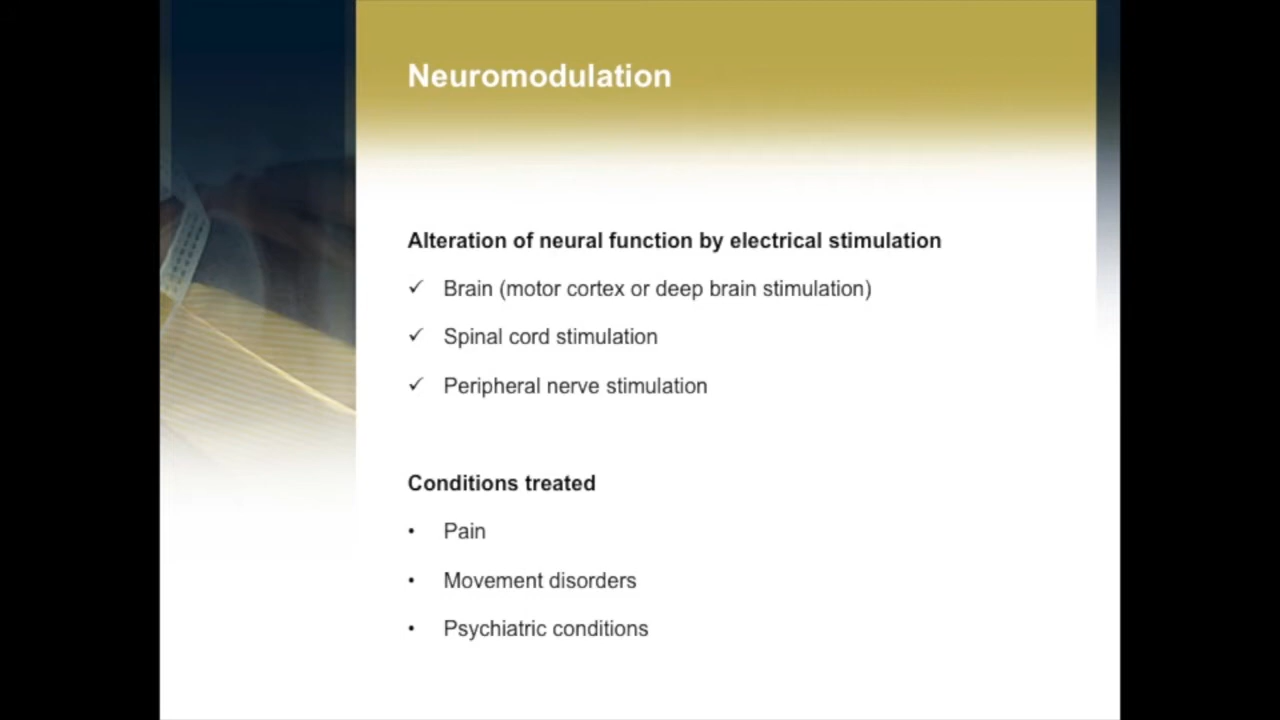 Neuromodulation
Alteration of neural function by electrical stimulation
✓ Brain (motor cortex or deep brain stimulation)
✓ Spinal cord stimulation
✓ Peripheral nerve stimulation
Conditions treated
• Pain
• Movement disorders
• Psychiatric conditions